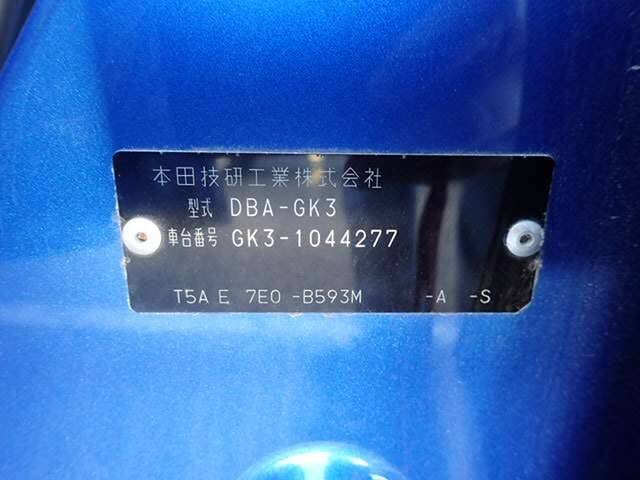 本田技研工業株式会社
型式 DBA-GK3
車台番号 GK3-1044277
T5A E 7E0 -B593M -A -S